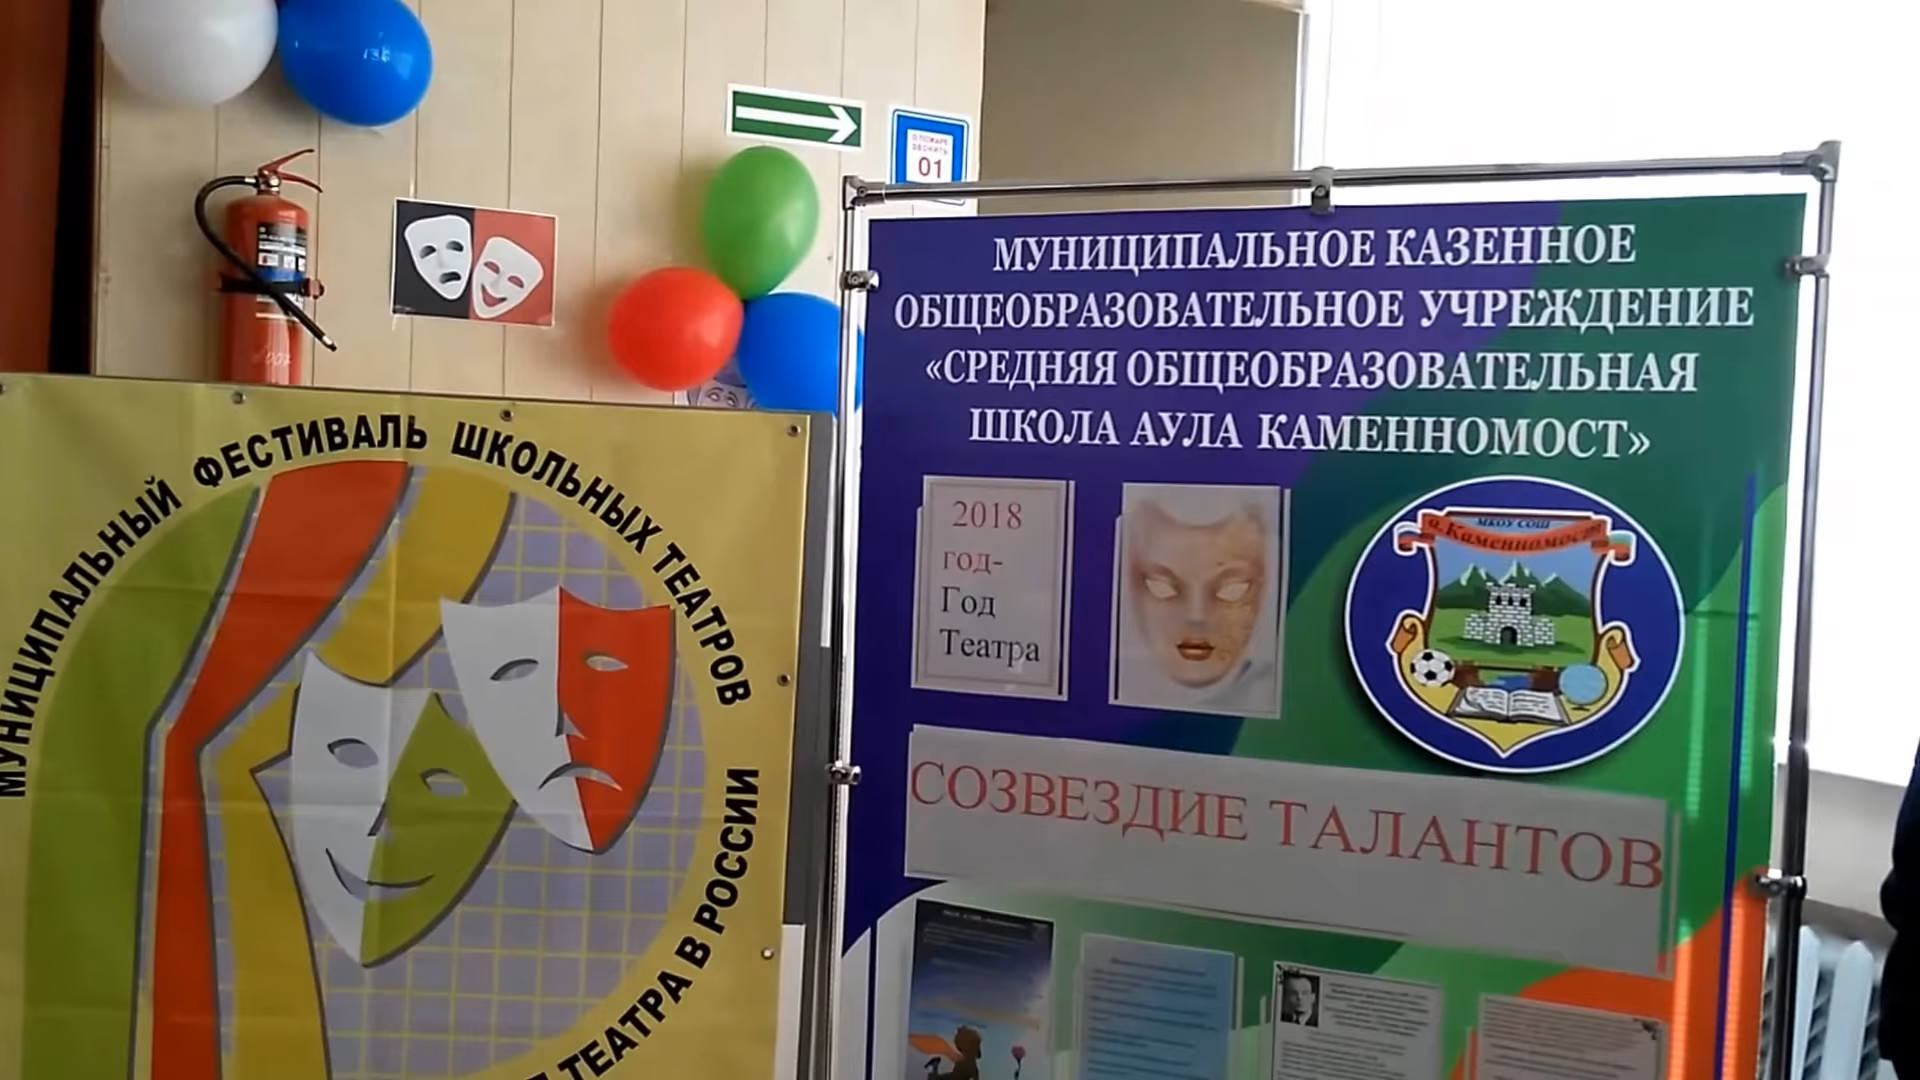 О ПОЖАРЕ
ЗВОНИТЬ
01
МУНИЦИПАЛЬНЫЙ ФЕСТИВАЛЬ ШКОЛЬНЫХ ТЕАТРОВ
ТЕАТРА В РОССИИ
МУНИЦИПАЛЬНОЕ КАЗЕННОЕ
ОБЩЕОБРАЗОВАТЕЛЬНОЕ УЧРЕЖДЕНИЕ
«СРЕДНЯЯ ОБЩЕОБРАЗОВАТЕЛЬНАЯ
ШКОЛА АУЛА КАМЕННОМОСТ»
2018
год-
Год
Театра
МКОУ СОШ
а. Каменномост
СОЗВЕЗДИЕ ТАЛАНТОВ